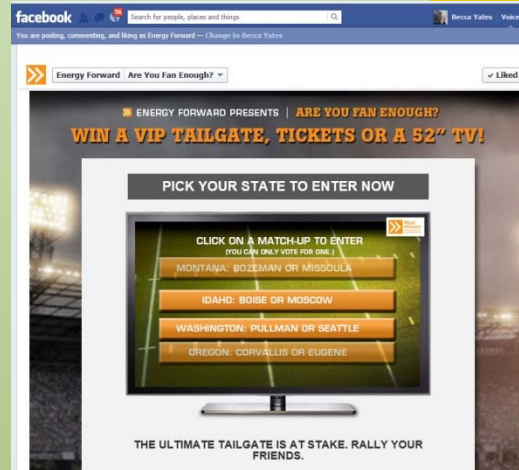 facebook 56 Search for people, places and things Becca Yates Voice
You are posting, commenting, and liking as Energy Forward — Change to Becca Yates
Energy Forward Are You Fan Enough? ✓ Liked
ENERGY FORWARD PRESENTS | ARE YOU FAN ENOUGH?
WIN A VIP TAILGATE, TICKETS OR A 52" TV!
PICK YOUR STATE TO ENTER NOW
CLICK ON A MATCH-UP TO ENTER
(YOU CAN ONLY VOTE FOR ONE.)
MONTANA: BOZEMAN OR MISSOULA
IDAHO: BOISE OR MOSCOW
WASHINGTON: PULLMAN OR SEATTLE
OREGON: CORVALLIS OR EUGENE
THE ULTIMATE TAILGATE IS AT STAKE. RALLY YOUR
FRIENDS.